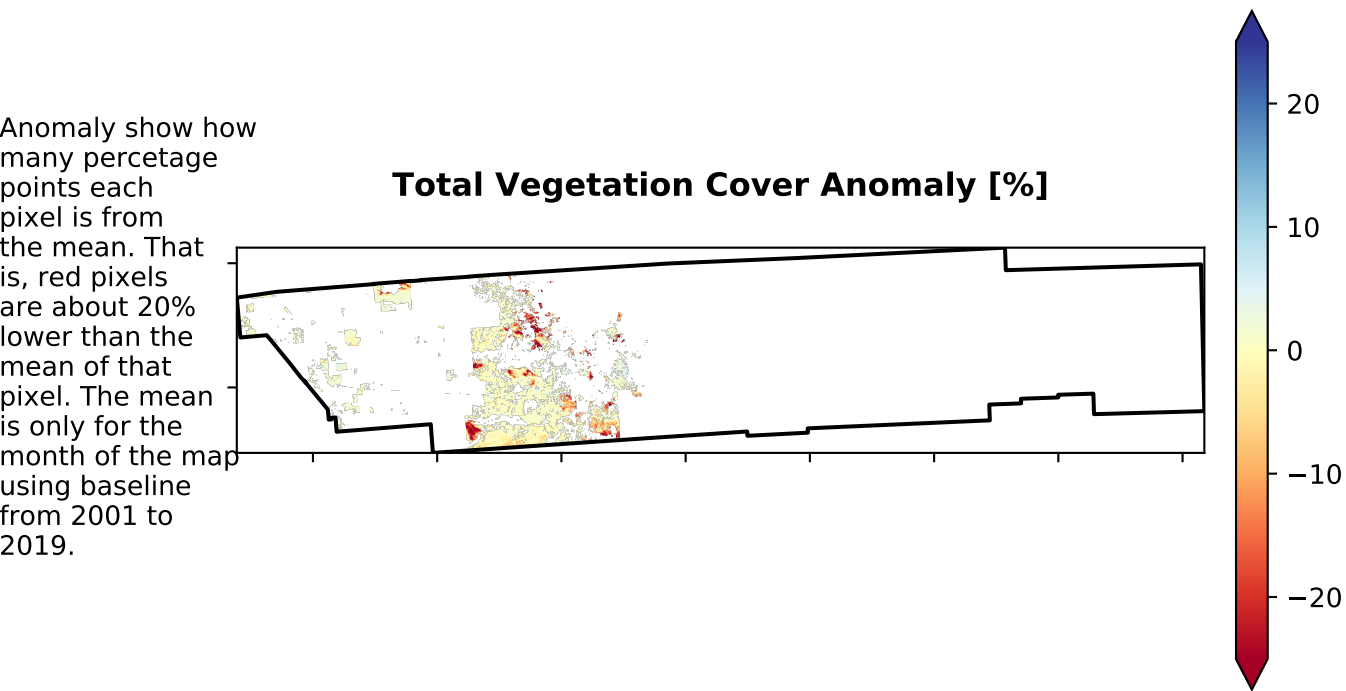 Anomaly show how
many percetage
points each
pixel is from
the mean. That
is, red pixels
are about 20%
lower than the
mean of that
pixel. The mean
is only for the
month of the map
using baseline
from 2001 to
2019.
Total Vegetation Cover Anomaly [%]
20
10
0
−10
−20